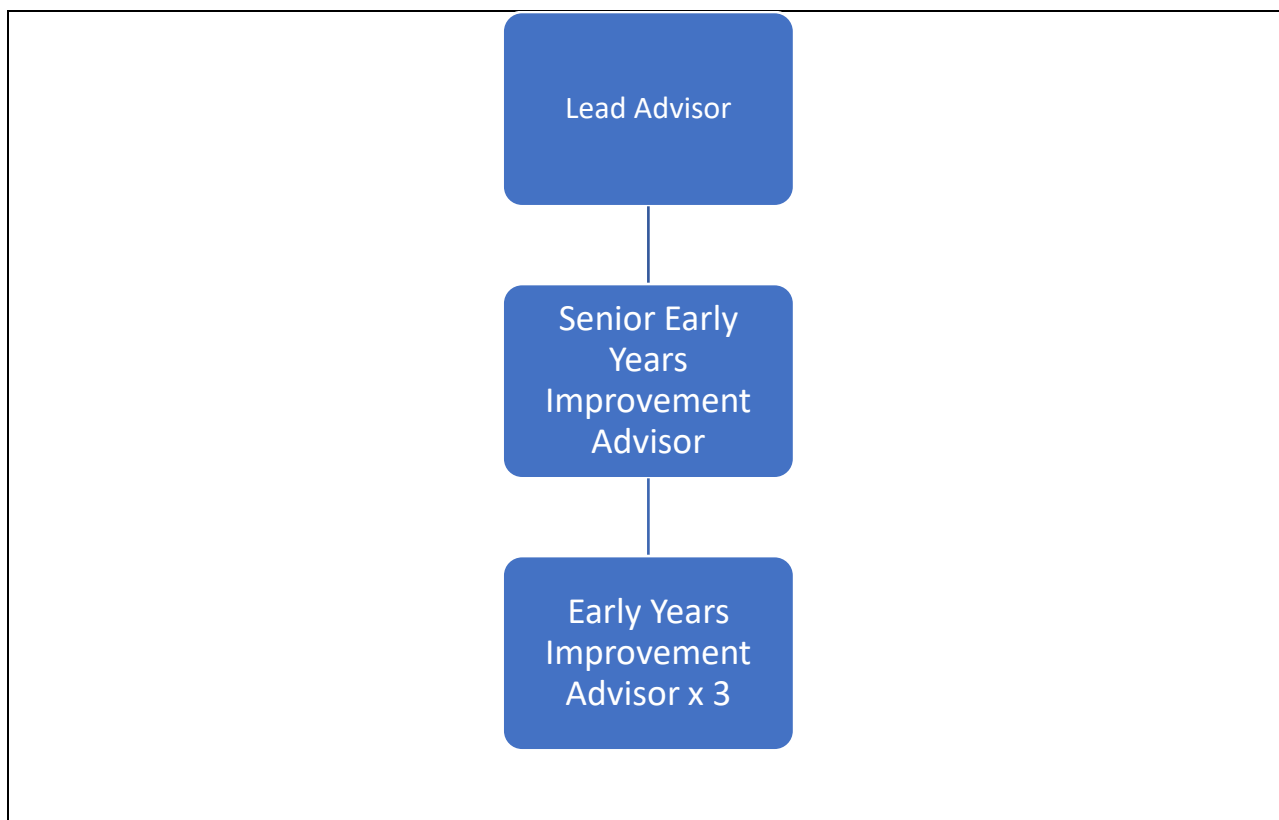 Lead Advisor
Senior Early
Years
Improvement
Advisor
Early Years
Improvement
Advisor x 3